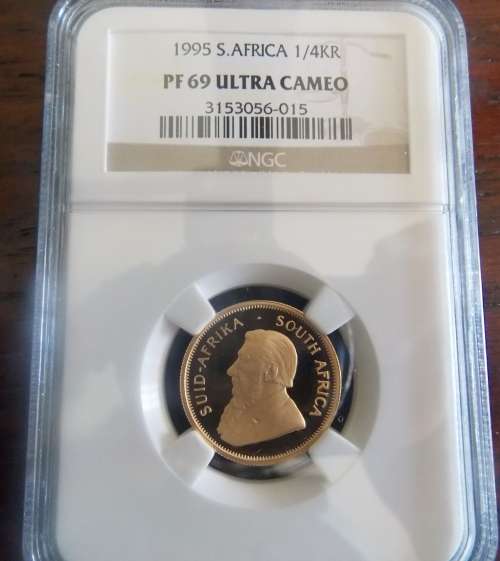 1995 S.AFRICA 1/4KR
PF 69 ULTRA CAMEO
3153056-015
NGC
SUID-AFRIKA · SOUTH AFRICA